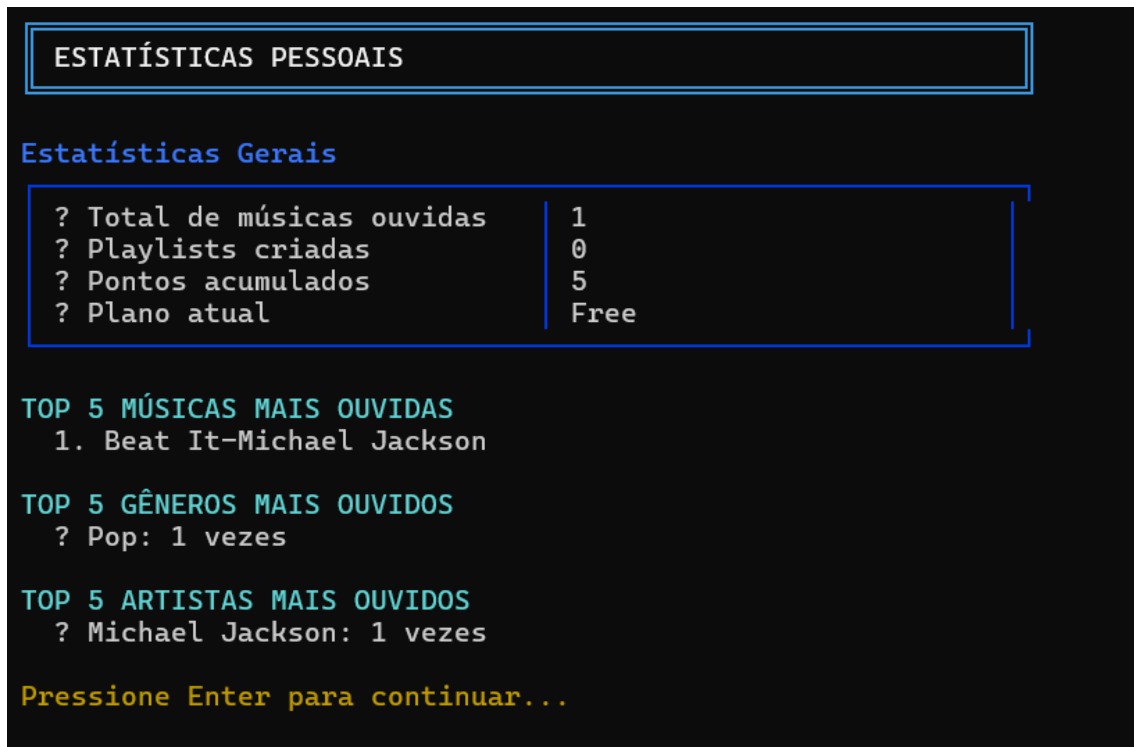 ESTATÍSTICAS PESSOAIS
Estatísticas Gerais
? Total de músicas ouvidas 1
? Playlists criadas 0
? Pontos acumulados 5
? Plano atual Free
TOP 5 MÚSICAS MAIS OUVIDAS
1. Beat It-Michael Jackson
TOP 5 GÊNEROS MAIS OUVIDOS
? Pop: 1 vezes
TOP 5 ARTISTAS MAIS OUVIDOS
? Michael Jackson: 1 vezes
Pressione Enter para continuar...